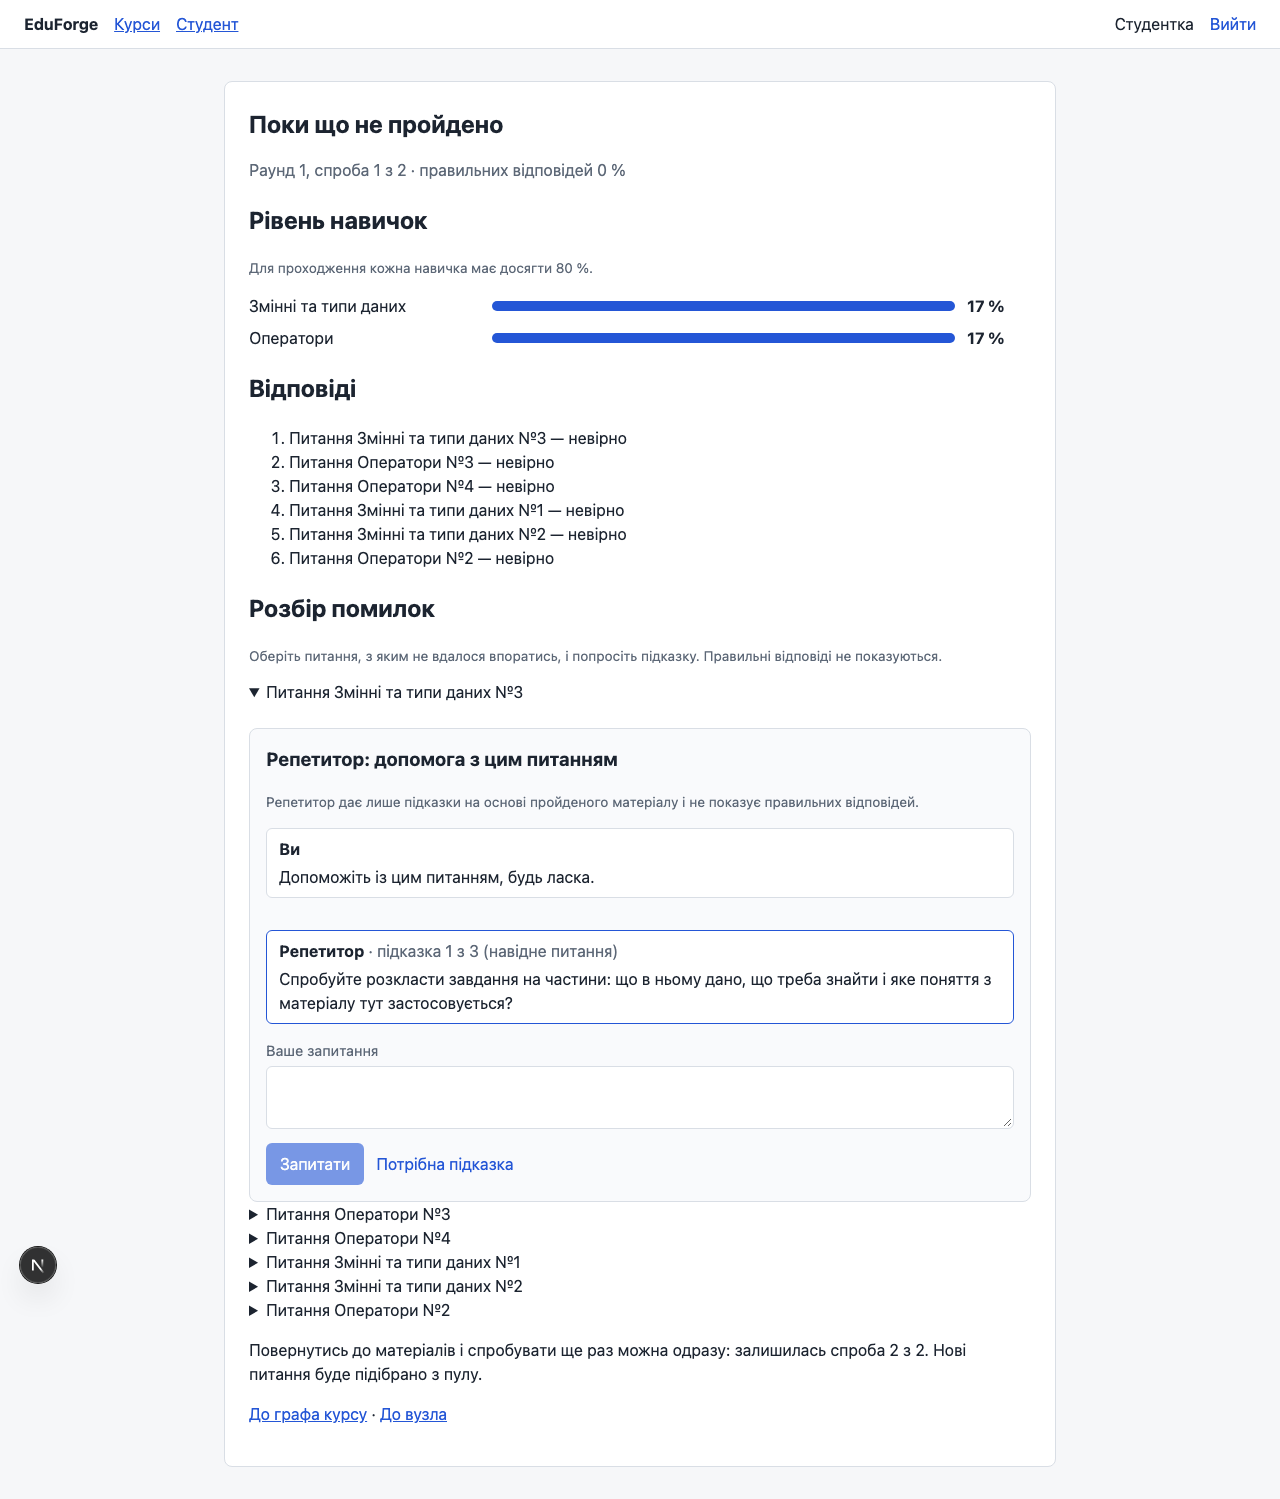 EduForge Курси Студент Студентка Вийти
Поки що не пройдено
Раунд 1, спроба 1 з 2 · правильних відповідей 0 %
Рівень навичок
Для проходження кожна навичка має досягти 80 %.
Змінні та типи даних 17 %
Оператори 17 %
Відповіді
1. Питання Змінні та типи даних №3 — невірно
2. Питання Оператори №3 — невірно
3. Питання Оператори №4 — невірно
4. Питання Змінні та типи даних №1 — невірно
5. Питання Змінні та типи даних №2 — невірно
6. Питання Оператори №2 — невірно
Розбір помилок
Оберіть питання, з яким не вдалося впоратись, і попросіть підказку. Правильні відповіді не показуються.
Питання Змінні та типи даних №3
Репетитор: допомога з цим питанням
Репетитор дає лише підказки на основі пройденого матеріалу і не показує правильних відповідей.
Ви
Допоможіть із цим питанням, будь ласка.
Репетитор · підказка 1 з 3 (навідне питання)
Спробуйте розкласти завдання на частини: що в ньому дано, що треба знайти і яке поняття з
матеріалу тут застосовується?
Ваше запитання
Запитати Потрібна підказка
Питання Оператори №3
Питання Оператори №4
Питання Змінні та типи даних №1
Питання Змінні та типи даних №2
Питання Оператори №2
Повернутись до матеріалів і спробувати ще раз можна одразу: залишилась спроба 2 з 2. Нові
питання буде підібрано з пулу.
До графа курсу · До вузла
N